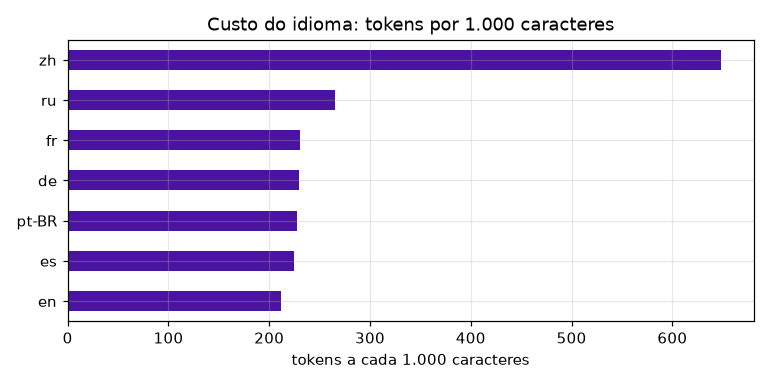 Custo do idioma: tokens por 1.000 caracteres
zh
ru
fr
de
pt-BR
es
en
0 100 200 300 400 500 600
tokens a cada 1.000 caracteres